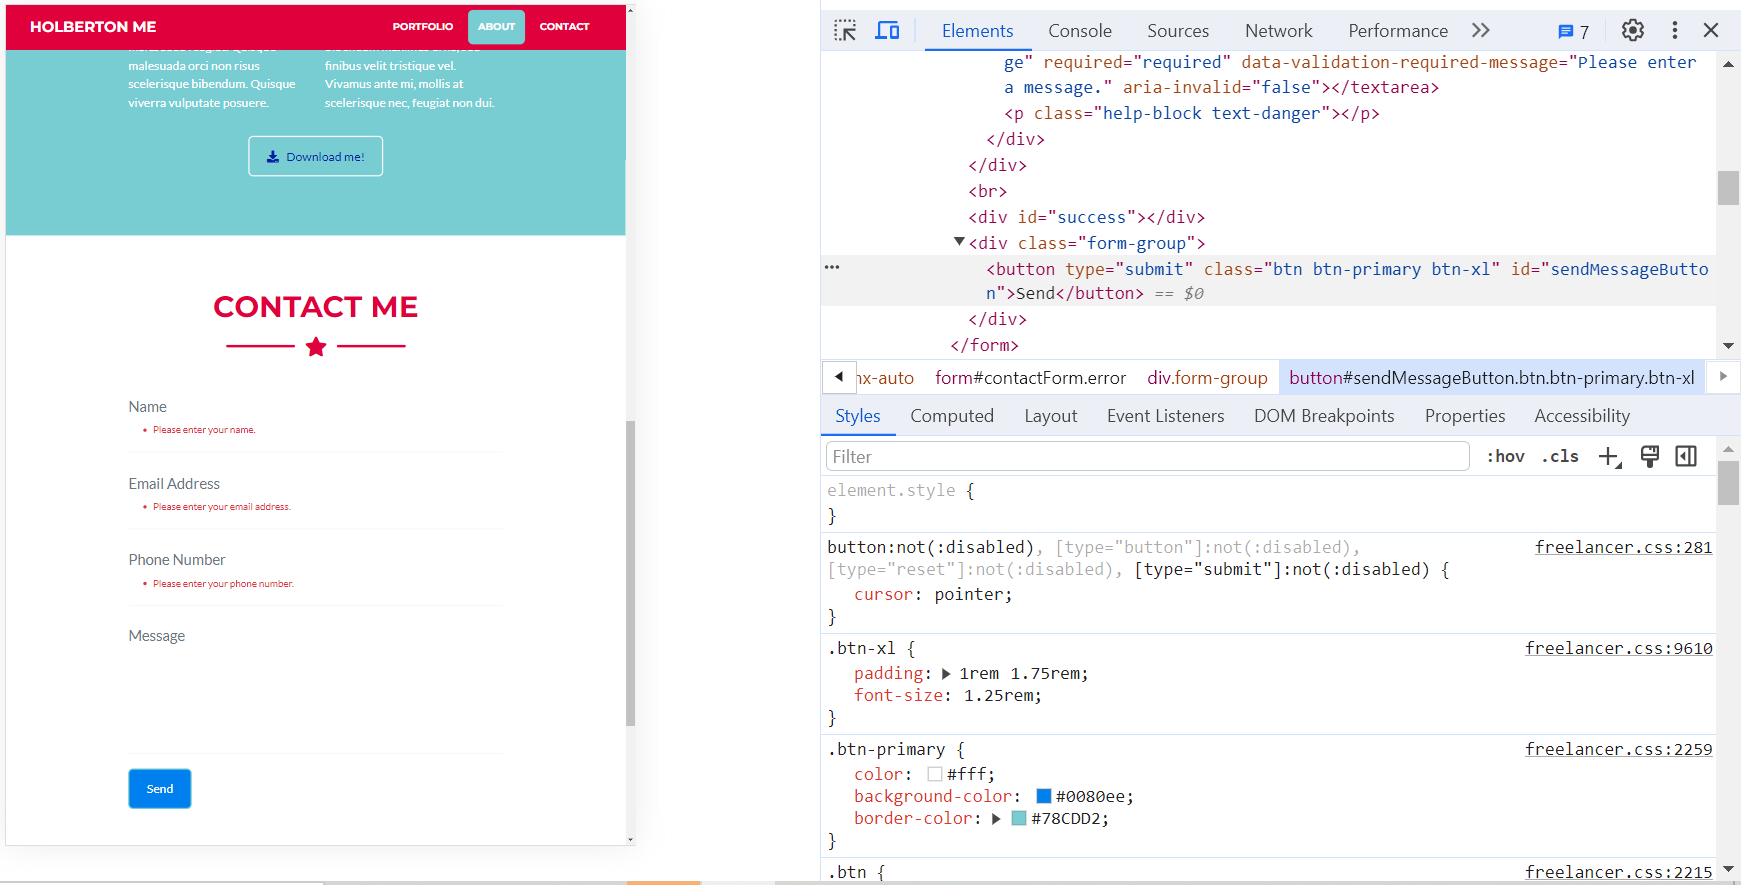 HOLBERTON ME
PORTFOLIO ABOUT CONTACT
malesuada orci non risus
scelerisque bibendum. Quisque
viverra vulputate posuere.
finibus velit tristique vel.
Vivamus ante mi, mollis at
scelerisque nec, feugiat non dui.
Download me!
CONTACT ME
Name
• Please enter your name.
Email Address
• Please enter your email address.
Phone Number
• Please enter your phone number.
Message
Send
Elements Console Sources Network Performance 7
ge" required="required" data-validation-required-message="Please enter
a message." aria-invalid="false"></textarea>
<p class="help-block text-danger"></p>
</div>
</div>
<br>
<div id="success"></div>
<div class="form-group">
<button type="submit" class="btn btn-primary btn-xl" id="sendMessageButto
n">Send</button> == $0
</div>
</form>
nx-auto form#contactForm.error div.form-group button#sendMessageButton.btn.btn-primary.btn-xl
Styles Computed Layout Event Listeners DOM Breakpoints Properties Accessibility
Filter :hov .cls
element.style {
}
button:not(:disabled), [type="button"]:not(:disabled), freelancer.css:281
[type="reset"]:not(:disabled), [type="submit"]:not(:disabled) {
cursor: pointer;
}
.btn-xl { freelancer.css:9610
padding: 1rem 1.75rem;
font-size: 1.25rem;
}
.btn-primary { freelancer.css:2259
color: #fff;
background-color: #0080ee;
border-color: #78CDD2;
}
.btn { freelancer.css:2215